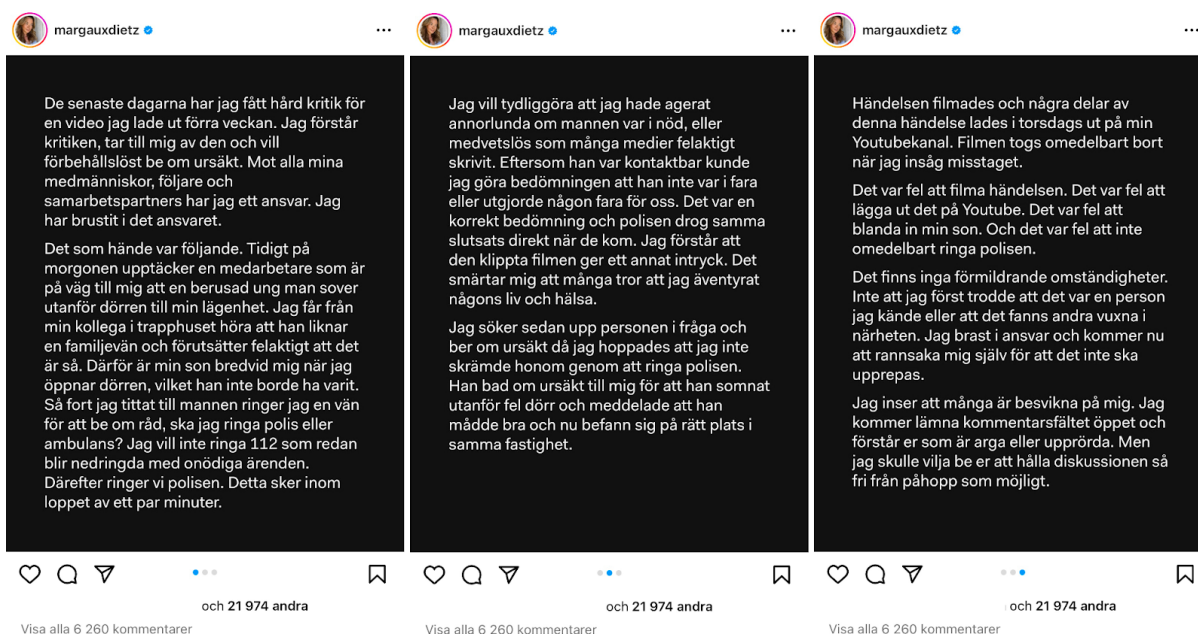 margauxdietz
De senaste dagarna har jag fått hård kritik för
en video jag lade ut förra veckan. Jag förstår
kritiken, tar till mig av den och vill
förbehållslöst be om ursäkt. Mot alla mina
medmänniskor, följare och
samarbetspartners har jag ett ansvar. Jag
har brustit i det ansvaret.
Det som hände var följande. Tidigt på
morgonen upptäcker en medarbetare som är
på väg till mig att en berusad ung man sover
utanför dörren till min lägenhet. Jag får från
min kollega i trapphuset höra att han liknar
en familjevän och förutsätter felaktigt att det
är så. Därför är min son bredvid mig när jag
öppnar dörren, vilket han inte borde ha varit.
Så fort jag tittat till mannen ringer jag en vän
för att be om råd, ska jag ringa polis eller
ambulans? Jag vill inte ringa 112 som redan
blir nedringda med onödiga ärenden.
Därefter ringer vi polisen. Detta sker inom
loppet av ett par minuter.
och 21 974 andra
Visa alla 6 260 kommentarer
margauxdietz
Jag vill tydliggöra att jag hade agerat
annorlunda om mannen var i nöd, eller
medvetslös som många medier felaktigt
skrivit. Eftersom han var kontaktbar kunde
jag göra bedömningen att han inte var i fara
eller utgjorde någon fara för oss. Det var en
korrekt bedömning och polisen drog samma
slutsats direkt när de kom. Jag förstår att
den klippta filmen ger ett annat intryck. Det
smärtar mig att många tror att jag äventyrat
någons liv och hälsa.
Jag söker sedan upp personen i fråga och
ber om ursäkt då jag hoppades att jag inte
skrämde honom genom att ringa polisen.
Han bad om ursäkt till mig för att han somnat
utanför fel dörr och meddelade att han
mådde bra och nu befann sig på rätt plats i
samma fastighet.
och 21 974 andra
Visa alla 6 260 kommentarer
margauxdietz
Händelsen filmades och några delar av
denna händelse lades i torsdags ut på min
Youtubekanal. Filmen togs omedelbart bort
när jag insåg misstaget.
Det var fel att filma händelsen. Det var fel att
lägga ut det på Youtube. Det var fel att
blanda in min son. Och det var fel att inte
omedelbart ringa polisen.
Det finns inga förmildrande omständigheter.
Inte att jag först trodde att det var en person
jag kände eller att det fanns andra vuxna i
närheten. Jag brast i ansvar och kommer nu
att rannsaka mig själv för att det inte ska
upprepas.
Jag inser att många är besvikna på mig. Jag
kommer lämna kommentarsfältet öppet och
förstår er som är arga eller upprörda. Men
jag skulle vilja be er att hålla diskussionen så
fri från påhopp som möjligt.
och 21 974 andra
Visa alla 6 260 kommentarer